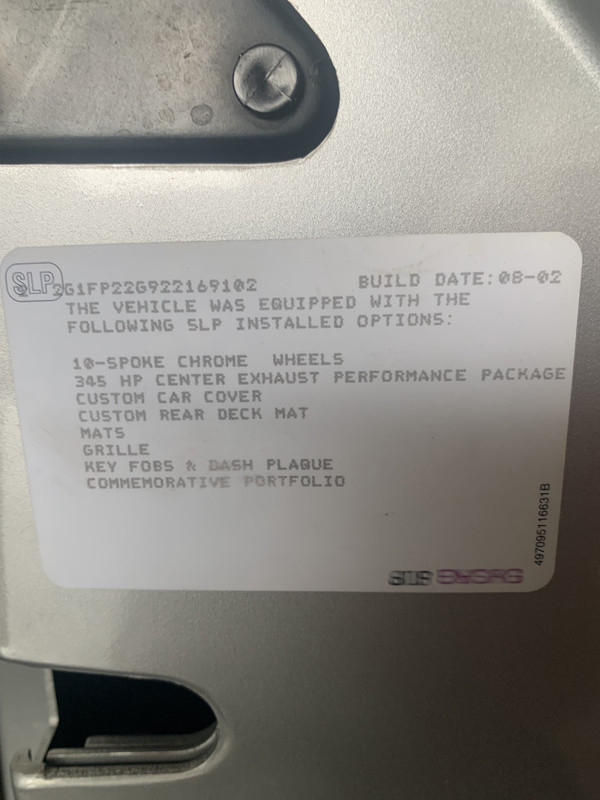 SLP 2G1FP22G922169102 BUILD DATE:08-02
THE VEHICLE WAS EQUIPPED WITH THE
FOLLOWING SLP INSTALLED OPTIONS:
10-SPOKE CHROME WHEELS
345 HP CENTER EXHAUST PERFORMANCE PACKAGE
CUSTOM CAR COVER
CUSTOM REAR DECK MAT
MATS
GRILLE
KEY FOBS & DASH PLAQUE
COMMEMORATIVE PORTFOLIO
497095116631B